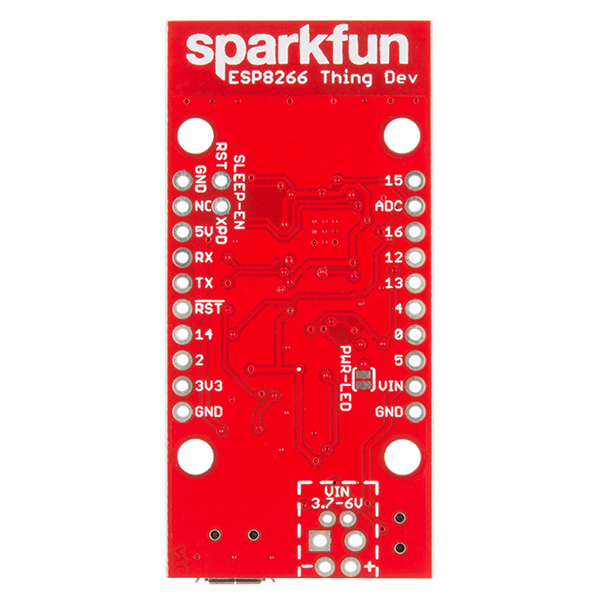 sparkfun
ESP8266 Thing Dev
RST
SLEEP-EN
XPD
GND
NC
5V
RX
TX
RST
14
2
3V3
GND
15
ADC
16
12
13
4
0
5
VIN
GND
PWR-LED
VIN
3.7-6V
- +